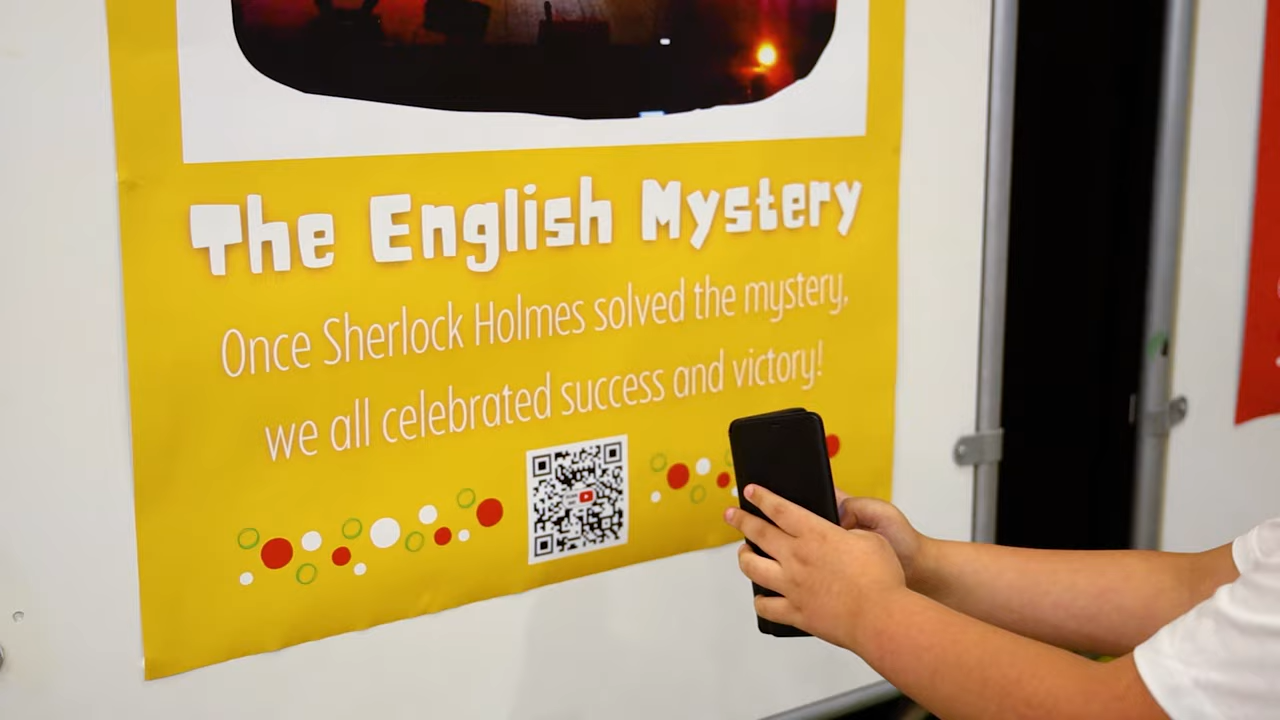 The English Mystery
Once Sherlock Holmes solved the mystery,
we all celebrated success and victory!